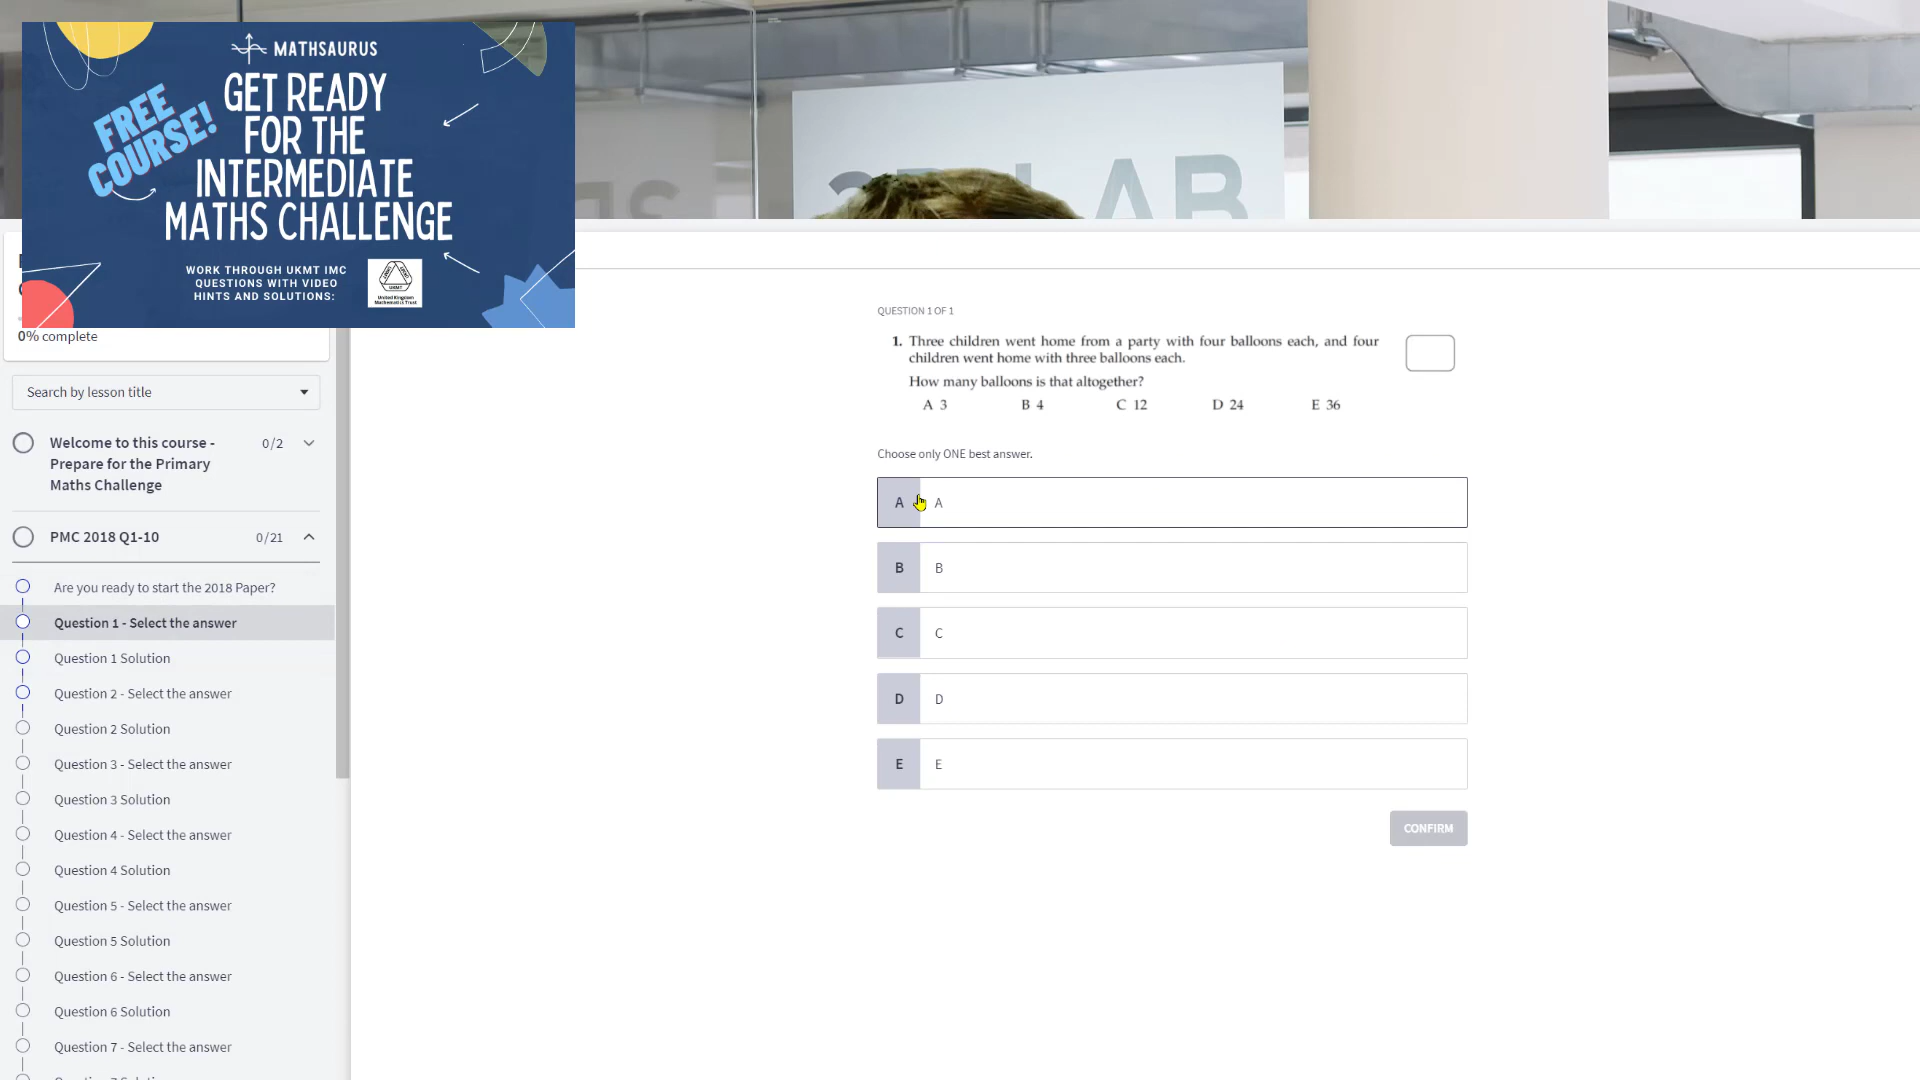 MATHSAURUS
FREE
COURSE!
GET READY
FOR THE
INTERMEDIATE
MATHS CHALLENGE
WORK THROUGH UKMT IMC
QUESTIONS WITH VIDEO
HINTS AND SOLUTIONS:
UKMT
United Kingdom
Mathematics Trust
LAB
0% complete
Search by lesson title
Welcome to this course -
Prepare for the Primary
Maths Challenge
0/2
PMC 2018 Q1-10
0/21
Are you ready to start the 2018 Paper?
Question 1 - Select the answer
Question 1 Solution
Question 2 - Select the answer
Question 2 Solution
Question 3 - Select the answer
Question 3 Solution
Question 4 - Select the answer
Question 4 Solution
Question 5 - Select the answer
Question 5 Solution
Question 6 - Select the answer
Question 6 Solution
Question 7 - Select the answer
QUESTION 1 OF 1
1. Three children went home from a party with four balloons each, and four
children went home with three balloons each.
How many balloons is that altogether?
A 3 B 4 C 12 D 24 E 36
Choose only ONE best answer.
A A
B B
C C
D D
E E
CONFIRM